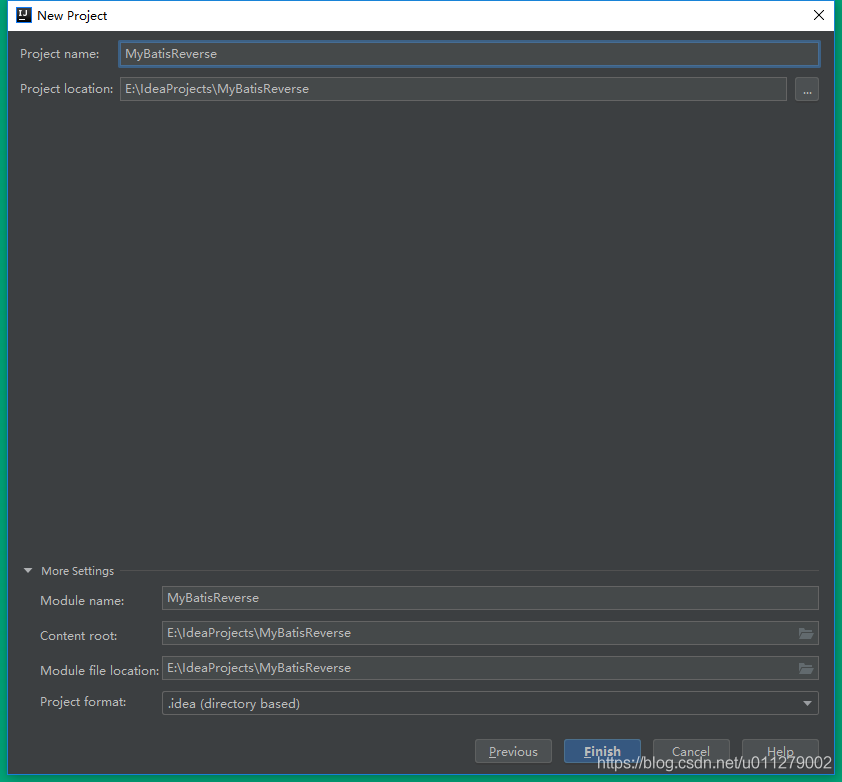 New Project
Project name: MyBatisReverse
Project location: E:\IdeaProjects\MyBatisReverse ...
More Settings
Module name: MyBatisReverse
Content root: E:\IdeaProjects\MyBatisReverse
Module file location: E:\IdeaProjects\MyBatisReverse
Project format: .idea (directory based)
Previous Finish Cancel Help
https://blog.csdn.net/u011279002